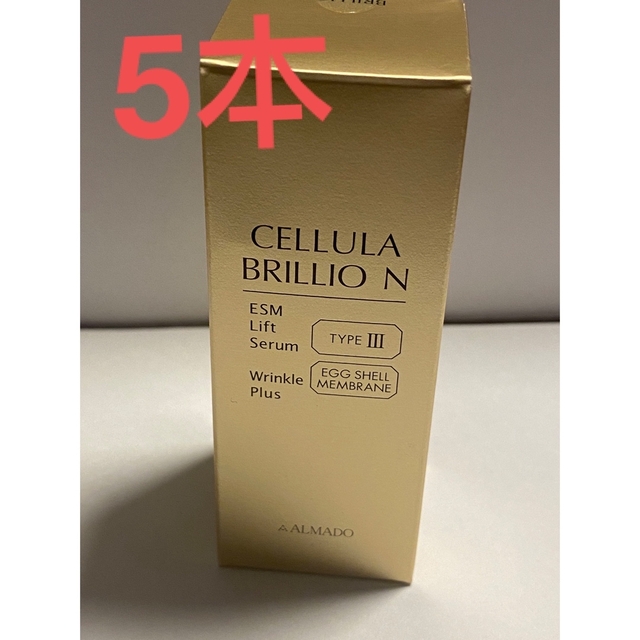 5本
CELLULA
BRILLIO N
ESM
Lift
Serum
TYPE III
Wrinkle
Plus
EGG SHELL
MEMBRANE
ALMADO